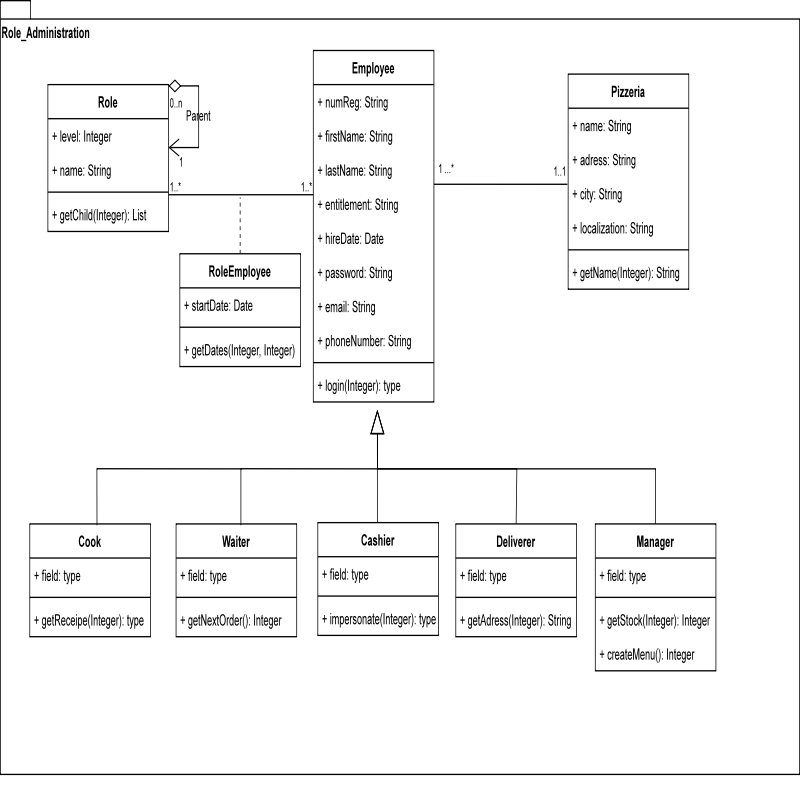 Role_Administration
Role
+ level: Integer
+ name: String
+ getChild(Integer): List
0..n
Parent
1
1..*
1..*
RoleEmployee
+ startDate: Date
+ getDates(Integer, Integer)
Employee
+ numReg: String
+ firstName: String
+ lastName: String
+ entitlement: String
+ hireDate: Date
+ password: String
+ email: String
+ phoneNumber: String
+ login(Integer): type
1 ...*
1..1
Pizzeria
+ name: String
+ adress: String
+ city: String
+ localization: String
+ getName(Integer): String
Cook
+ field: type
+ getReceipe(Integer): type
Waiter
+ field: type
+ getNextOrder(): Integer
Cashier
+ field: type
+ impersonate(Integer): type
Deliverer
+ field: type
+ getAdress(Integer): String
Manager
+ field: type
+ getStock(Integer): Integer
+ createMenu(): Integer